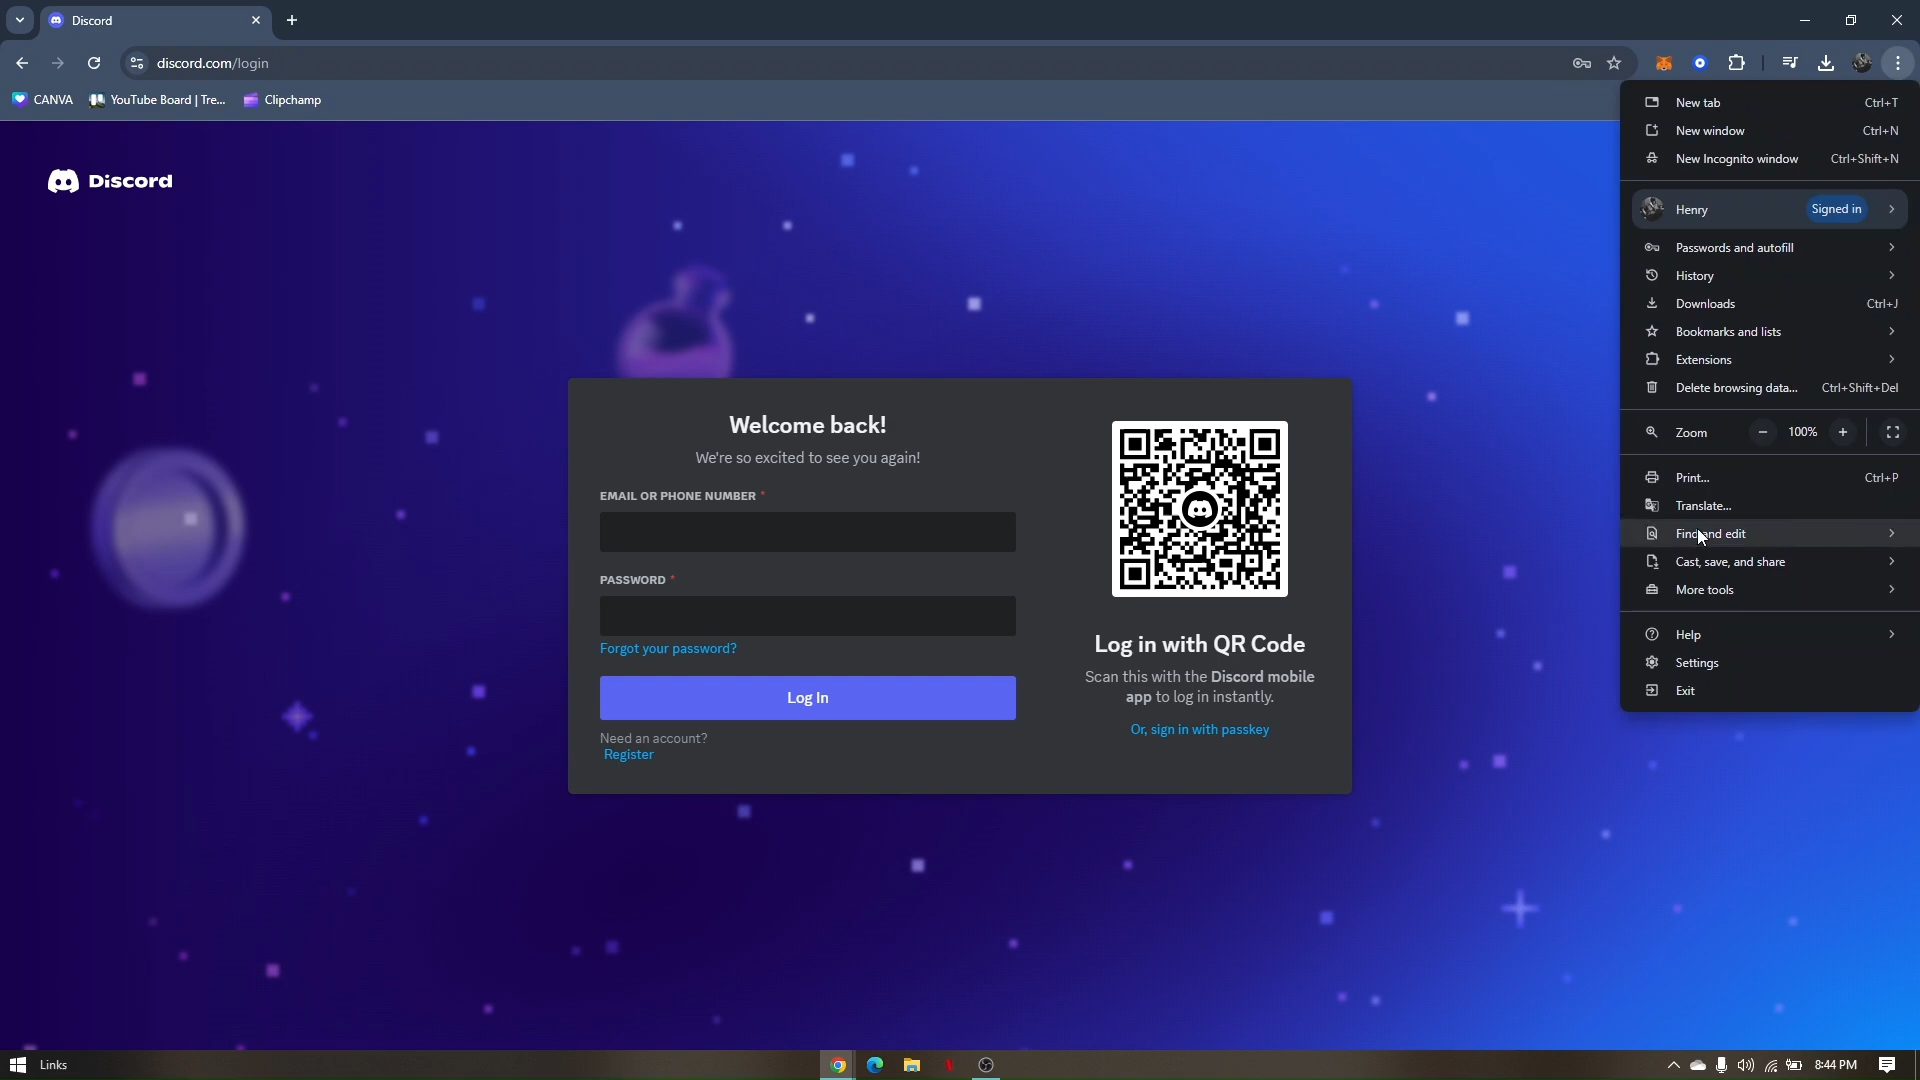 Discord
discord.com/login
CANVA
YouTube Board | Tre...
Clipchamp
Discord
Welcome back!
We're so excited to see you again!
EMAIL OR PHONE NUMBER *
PASSWORD *
Forgot your password?
Log In
Need an account?
Register
Log in with QR Code
Scan this with the Discord mobile
app to log in instantly.
Or, sign in with passkey
New tab Ctrl+T
New window Ctrl+N
New Incognito window Ctrl+Shift+N
Henry Signed in
Passwords and autofill
History
Downloads Ctrl+J
Bookmarks and lists
Extensions
Delete browsing data... Ctrl+Shift+Del
Zoom − 100% +
Print... Ctrl+P
Translate...
Find and edit
Cast, save, and share
More tools
Help
Settings
Exit
Links
8:44 PM